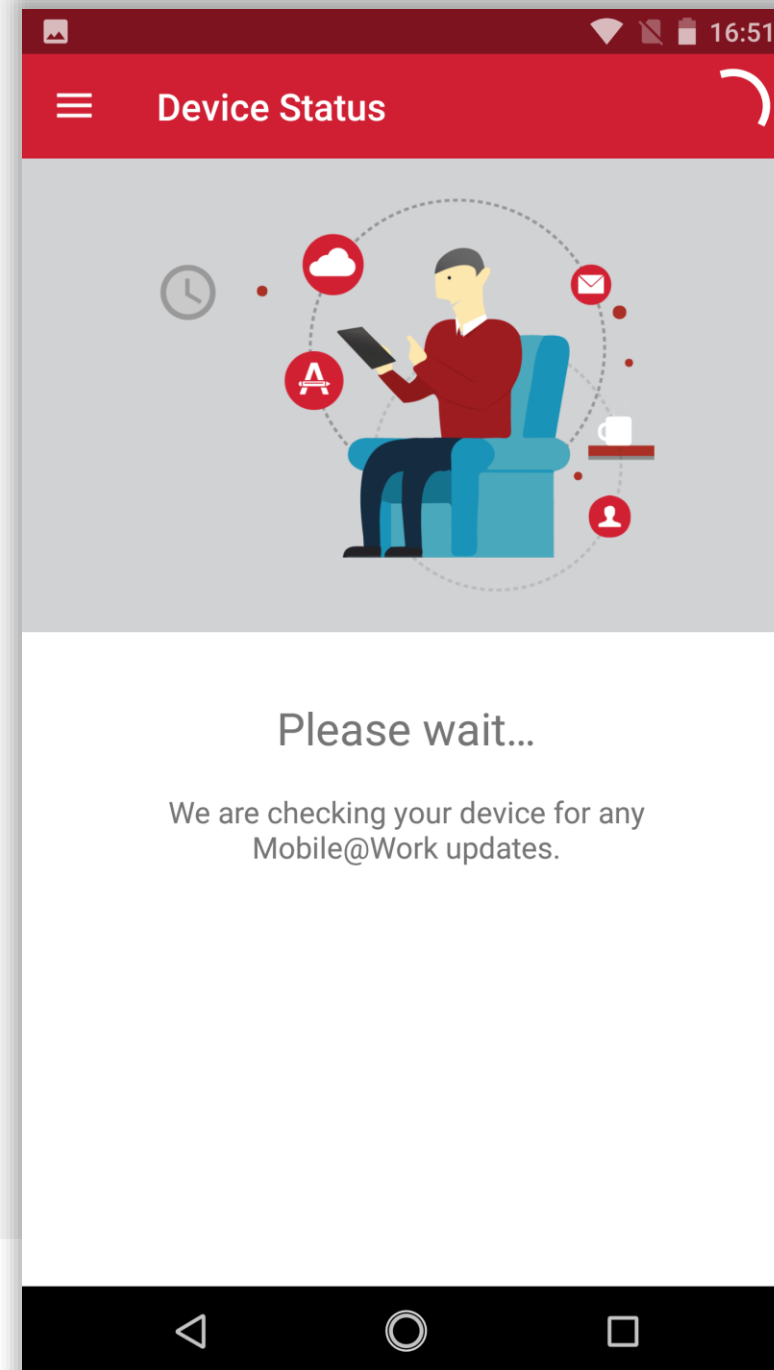 16:51
Device Status
Please wait...
We are checking your device for any
Mobile@Work updates.